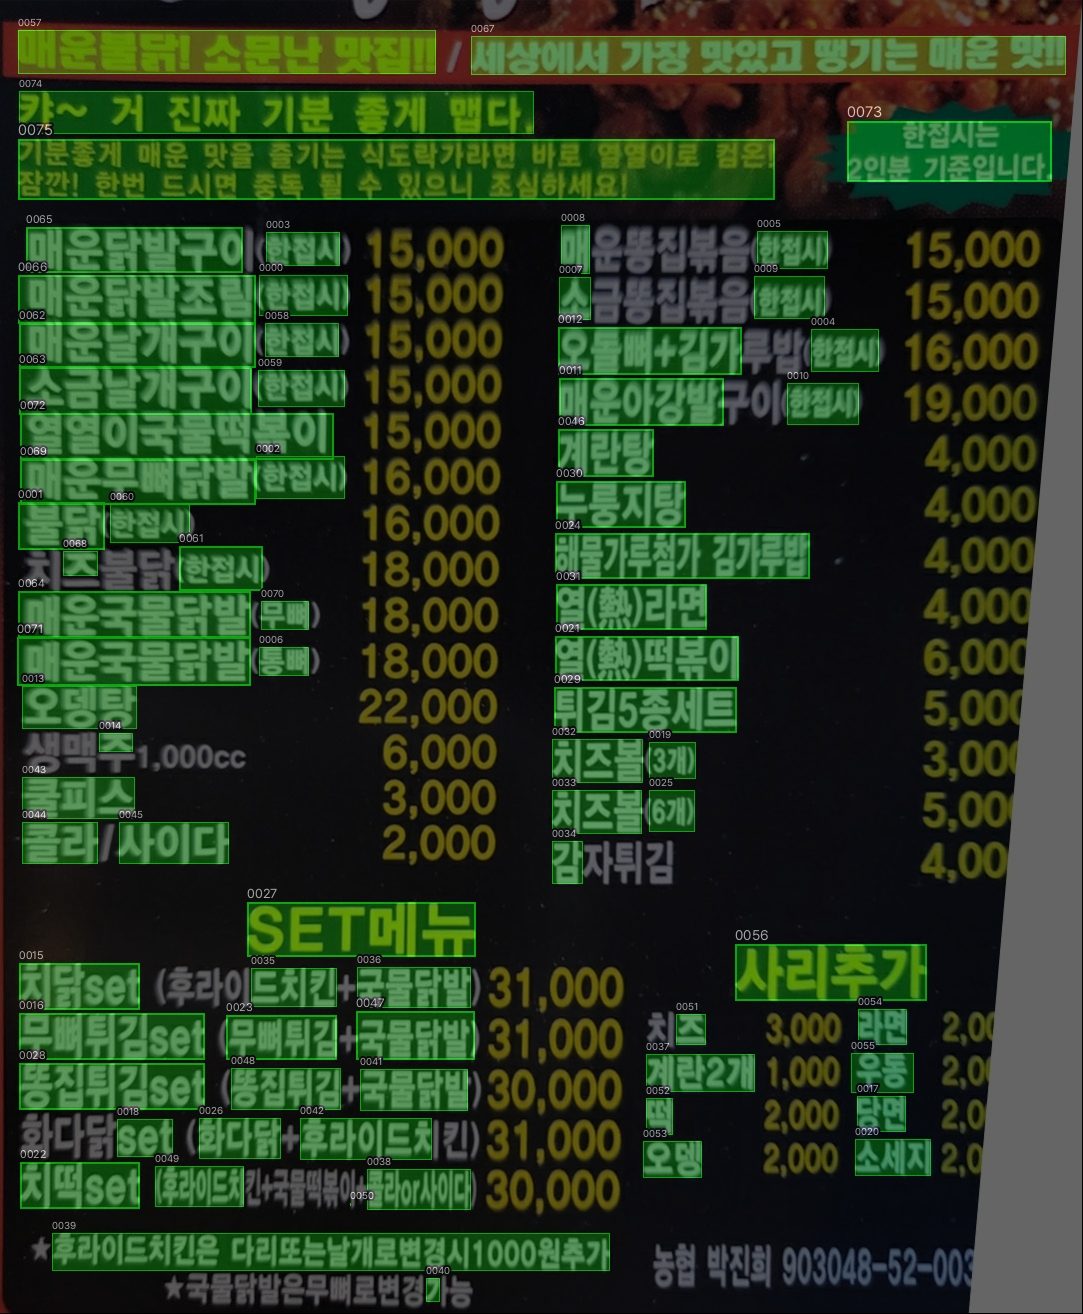 매운불닭! 소문난 맛집!! / 세상에서 가장 맛있고 땡기는 매운 맛!!
캬~ 거 진짜 기분 좋게 맵다.
기분좋게 매운 맛을 즐기는 식도락가라면 바로 열열이로 컴온!
잠깐! 한번 드시면 중독 될 수 있으니 조심하세요!
한접시는
2인분 기준입니다.
매운닭발구이(한접시) 15,000
매운닭발조림(한접시) 15,000
매운날개구이(한접시) 15,000
소금날개구이(한접시) 15,000
열열이국물떡볶이 15,000
매운무뼈닭발(한접시) 16,000
불닭(한접시) 16,000
치즈불닭(한접시) 18,000
매운국물닭발(무뼈) 18,000
매운국물닭발(통뼈) 18,000
오뎅탕 22,000
생맥주1,000cc 6,000
쿨피스 3,000
콜라/사이다 2,000
매운똥집볶음(한접시) 15,000
소금똥집볶음(한접시) 15,000
오돌뼈+김가루밥(한접시) 16,000
매운아강발구이(한접시) 19,000
계란탕 4,000
누룽지탕 4,000
해물가루첨가 김가루밥 4,000
열(熱)라면 4,000
열(熱)떡볶이 6,000
튀김5종세트 5,000
치즈볼(3개) 3,000
치즈볼(6개) 5,000
감자튀김 4,00
SET메뉴
치닭set (후라이드치킨+국물닭발) 31,000
무뼈튀김set (무뼈튀김+국물닭발) 31,000
똥집튀김set (똥집튀김+국물닭발) 30,000
화다닭set (화다닭+후라이드치킨) 31,000
치떡set (후라이드치킨+국물떡볶이+콜라or사이다) 30,000
사리추가
치즈 3,000 라면 2,00
계란2개 1,000 우동 2,0
떡 2,000 당면 2,0
오뎅 2,000 소세지 2,0
★후라이드치킨은 다리또는날개로변경시1000원추가
★국물닭발은무뼈로변경가능
농협 박진희 903048-52-003